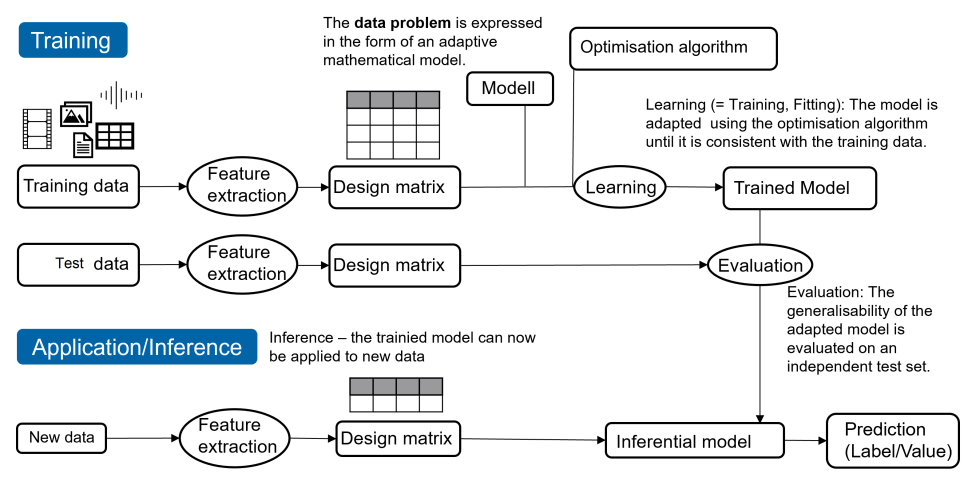 Training
The data problem is expressed
in the form of an adaptive
mathematical model.
Optimisation algorithm
Modell
Learning (= Training, Fitting): The model is
adapted using the optimisation algorithm
until it is consistent with the training data.
Training data
Feature
extraction
Design matrix
Learning
Trained Model
Test data
Feature
extraction
Design matrix
Evaluation
Evaluation: The
generalisability of the
adapted model is
evaluated on an
independent test set.
Application/Inference
Inference – the trainied model can now
be applied to new data
New data
Feature
extraction
Design matrix
Inferential model
Prediction
(Label/Value)